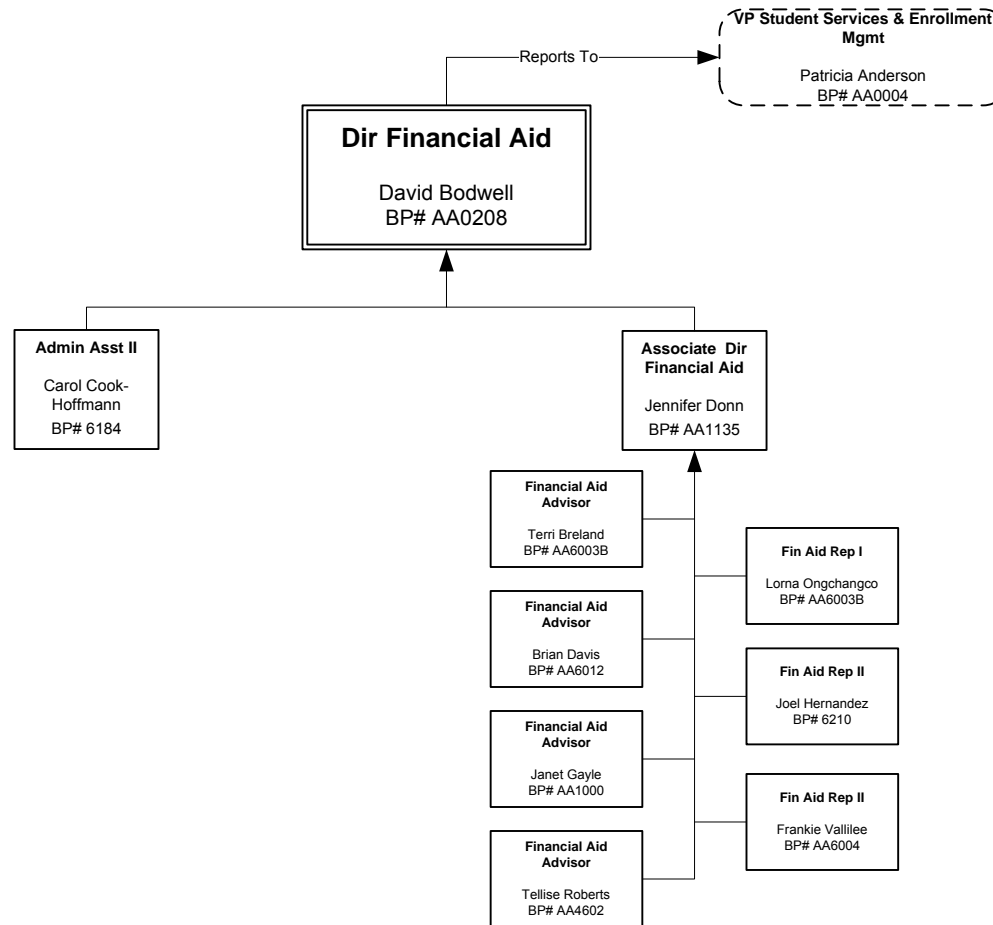 VP Student Services & Enrollment
Mgmt
Patricia Anderson
BP# AA0004
Reports To
Dir Financial Aid
David Bodwell
BP# AA0208
Admin Asst II
Carol Cook-
Hoffmann
BP# 6184
Associate  Dir
Financial Aid
Jennifer Donn
BP# AA1135
Financial Aid
Advisor
Terri Breland
BP# AA6003B
Fin Aid Rep I
Lorna Ongchangco
BP# AA6003B
Financial Aid
Advisor
Brian Davis
BP# AA6012
Fin Aid Rep II
Joel Hernandez
BP# 6210
Financial Aid
Advisor
Janet Gayle
BP# AA1000
Fin Aid Rep II
Frankie Vallilee
BP# AA6004
Financial Aid
Advisor
Tellise Roberts
BP# AA4602